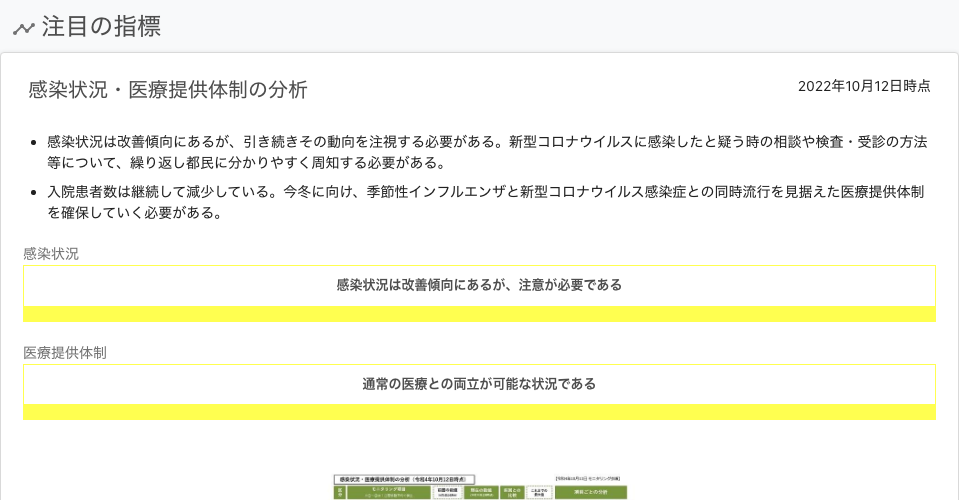 注目の指標
感染状況・医療提供体制の分析
2022年10月12日時点
感染状況は改善傾向にあるが、引き続きその動向を注視する必要がある。新型コロナウイルスに感染したと疑う時の相談や検査・受診の方法
等について、繰り返し都民に分かりやすく周知する必要がある。
入院患者数は継続して減少している。今冬に向け、季節性インフルエンザと新型コロナウイルス感染症との同時流行を見据えた医療提供体制
を確保していく必要がある。
感染状況
感染状況は改善傾向にあるが、注意が必要である
医療提供体制
通常の医療との両立が可能な状況である
感染状況・医療提供体制の分析（令和4年10月12日時点）